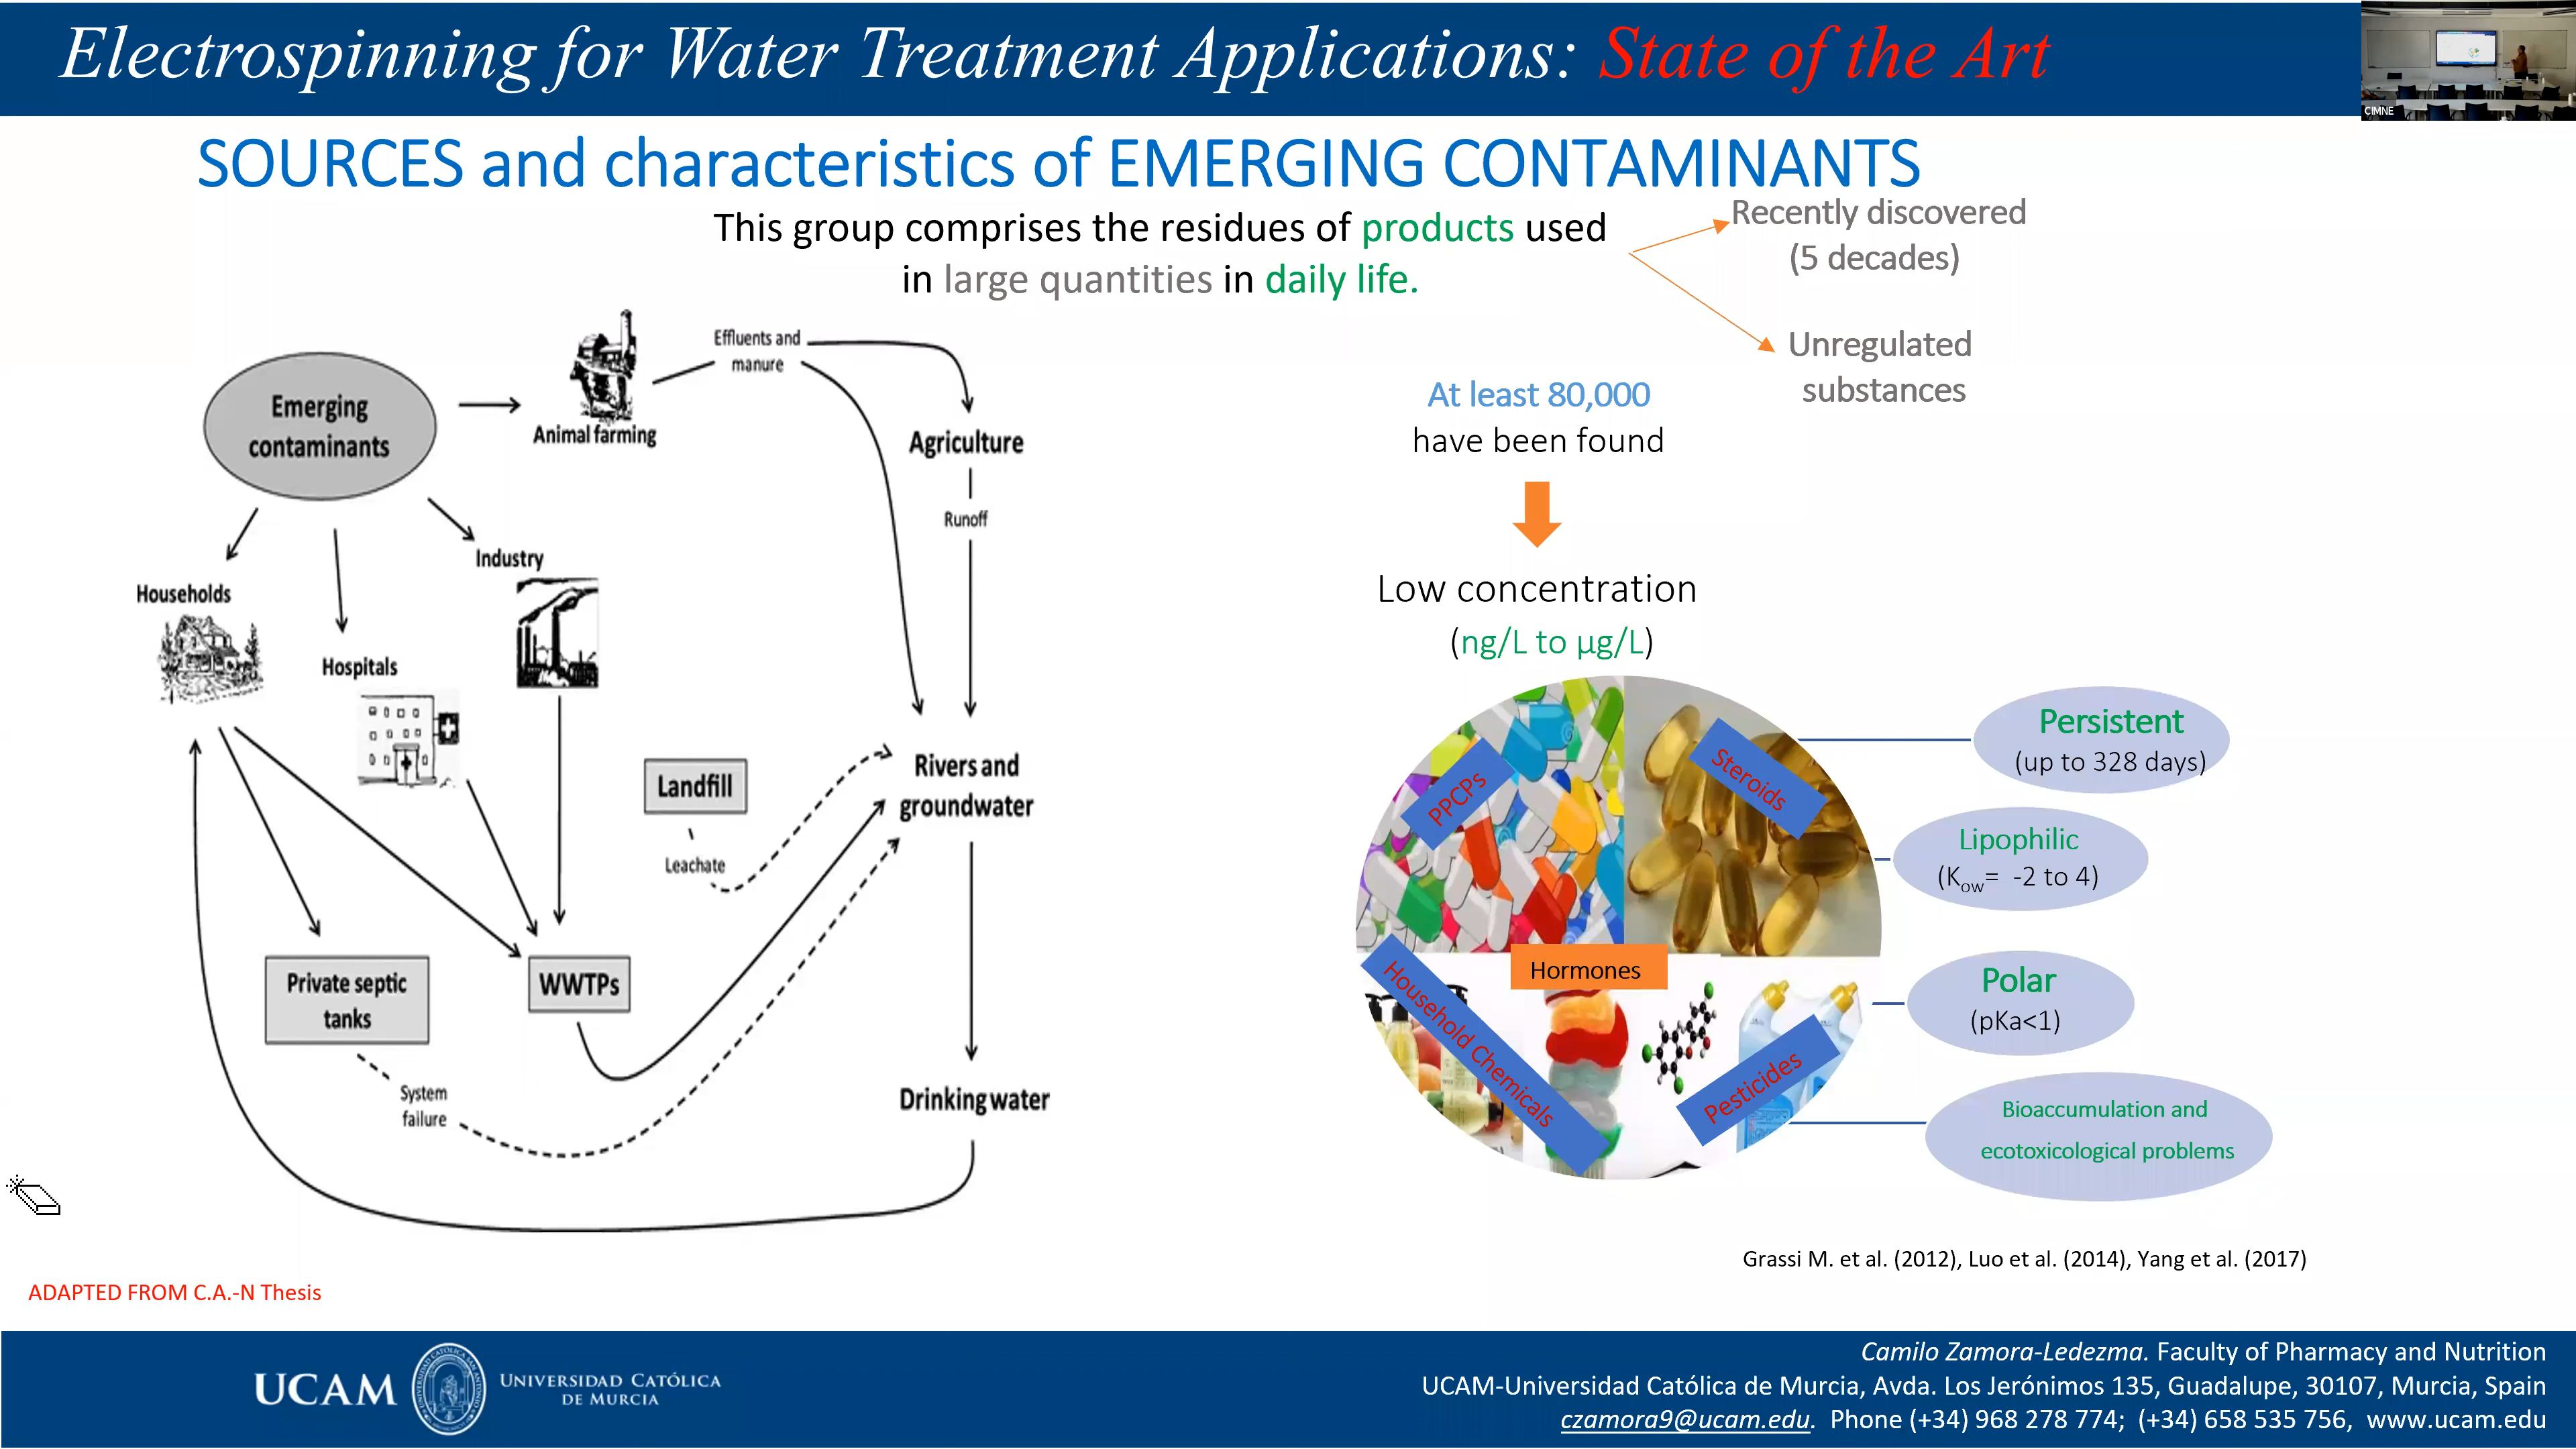 Electrospinning for Water Treatment Applications: State of the Art
CIMNE
SOURCES and characteristics of EMERGING CONTAMINANTS
This group comprises the residues of products used
in large quantities in daily life.
Recently discovered
(5 decades)
Unregulated
substances
At least 80,000
have been found
Low concentration
(ng/L to µg/L)
Emerging
contaminants
Animal farming
Effluents and
manure
Agriculture
Runoff
Industry
Households
Hospitals
Landfill
Leachate
Rivers and
groundwater
Private septic
tanks
WWTPs
System
failure
Drinking water
PPCPs
Steroids
Hormones
Household Chemicals
Pesticides
Persistent
(up to 328 days)
Lipophilic
(Kow= -2 to 4)
Polar
(pKa<1)
Bioaccumulation and
ecotoxicological problems
Grassi M. et al. (2012), Luo et al. (2014), Yang et al. (2017)
ADAPTED FROM C.A.-N Thesis
UCAM
UNIVERSIDAD CATÓLICA
DE MURCIA
Camilo Zamora-Ledezma. Faculty of Pharmacy and Nutrition
UCAM-Universidad Católica de Murcia, Avda. Los Jerónimos 135, Guadalupe, 30107, Murcia, Spain
czamora9@ucam.edu. Phone (+34) 968 278 774; (+34) 658 535 756, www.ucam.edu